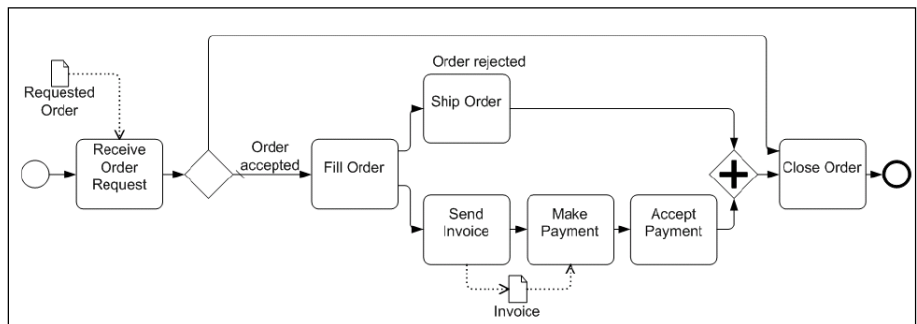 Order rejected
Requested
Order
Ship Order
Receive
Order
Request
Order
accepted
Fill Order
Close Order
Send
Invoice
Make
Payment
Accept
Payment
Invoice